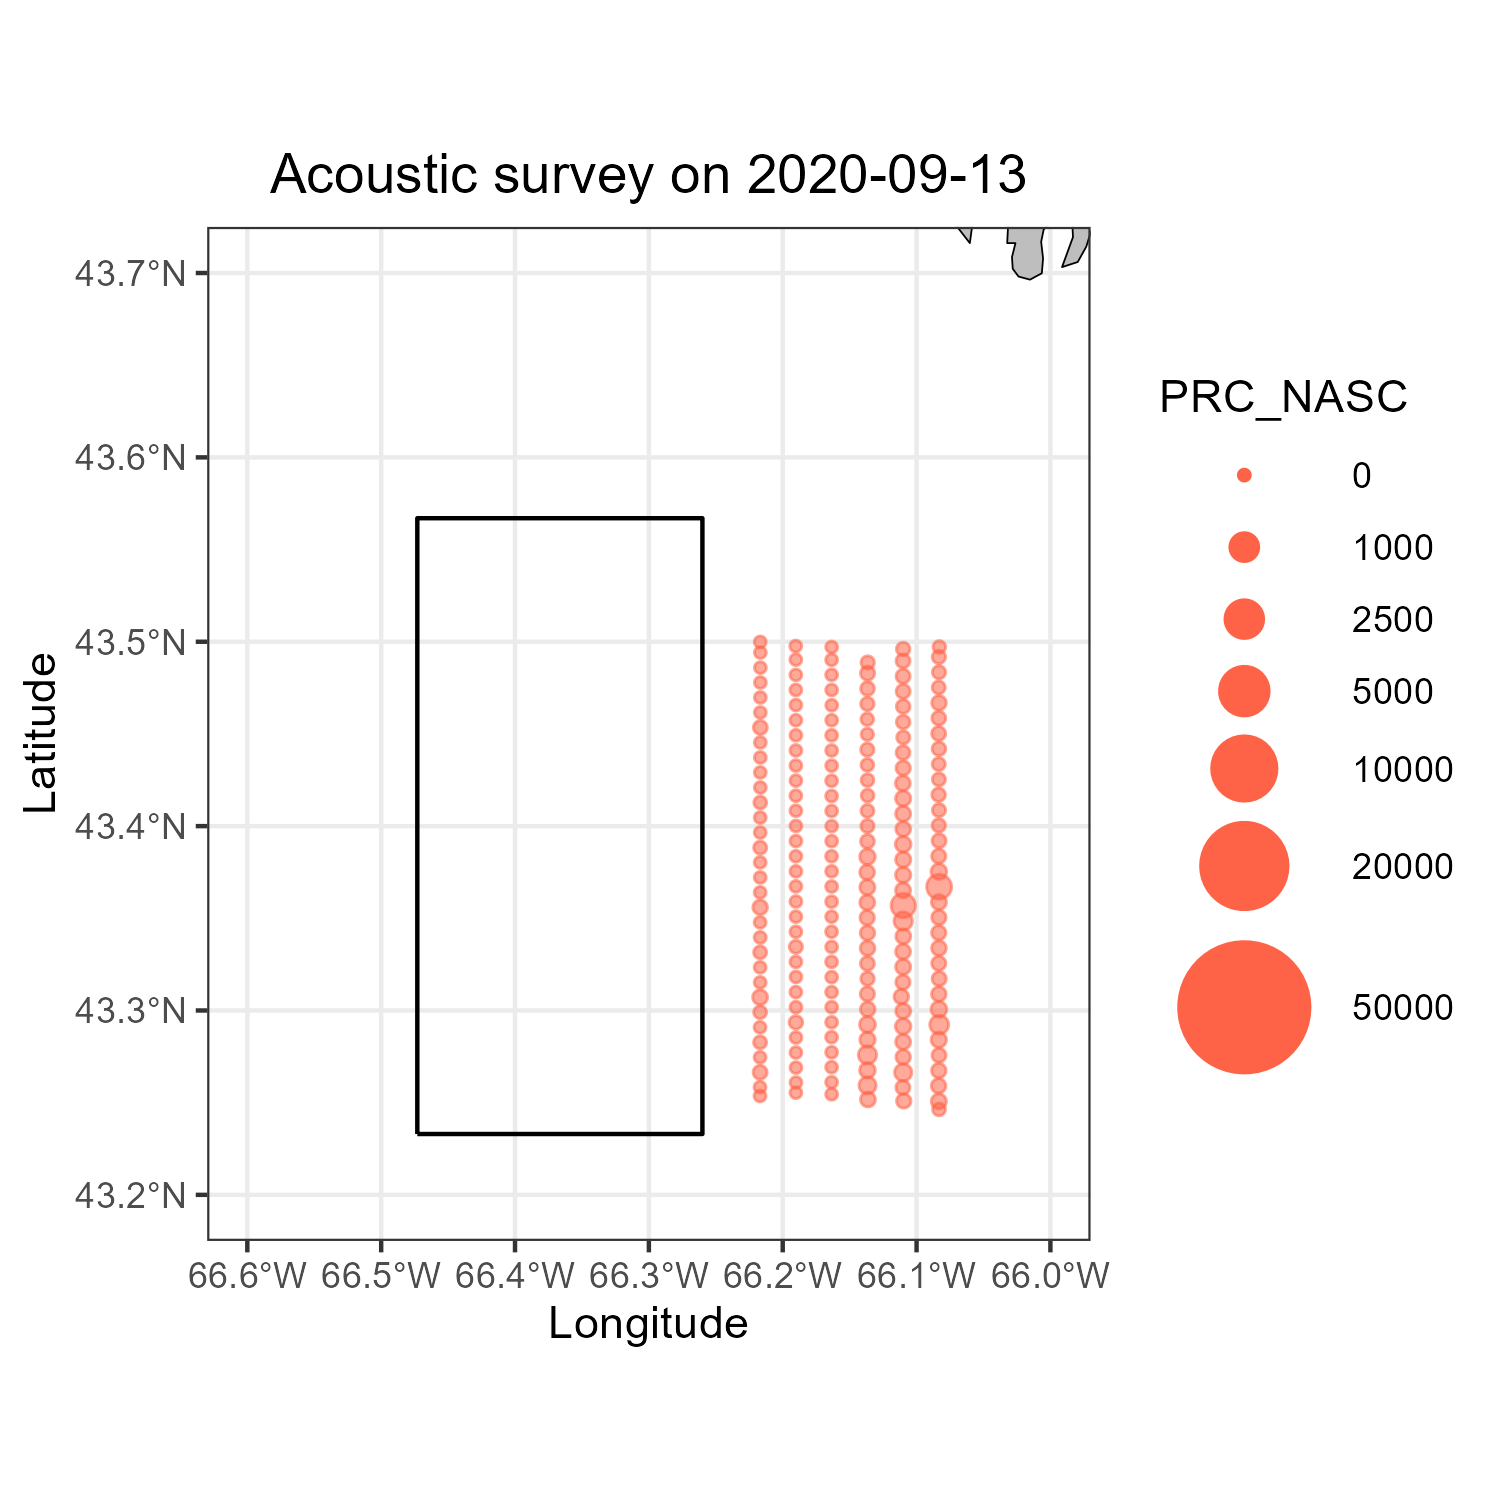 Acoustic survey on 2020-09-13
43.7°N
43.6°N
43.5°N
43.4°N
43.3°N
43.2°N
Latitude
66.6°W 66.5°W 66.4°W 66.3°W 66.2°W 66.1°W 66.0°W
Longitude
PRC_NASC
0
1000
2500
5000
10000
20000
50000